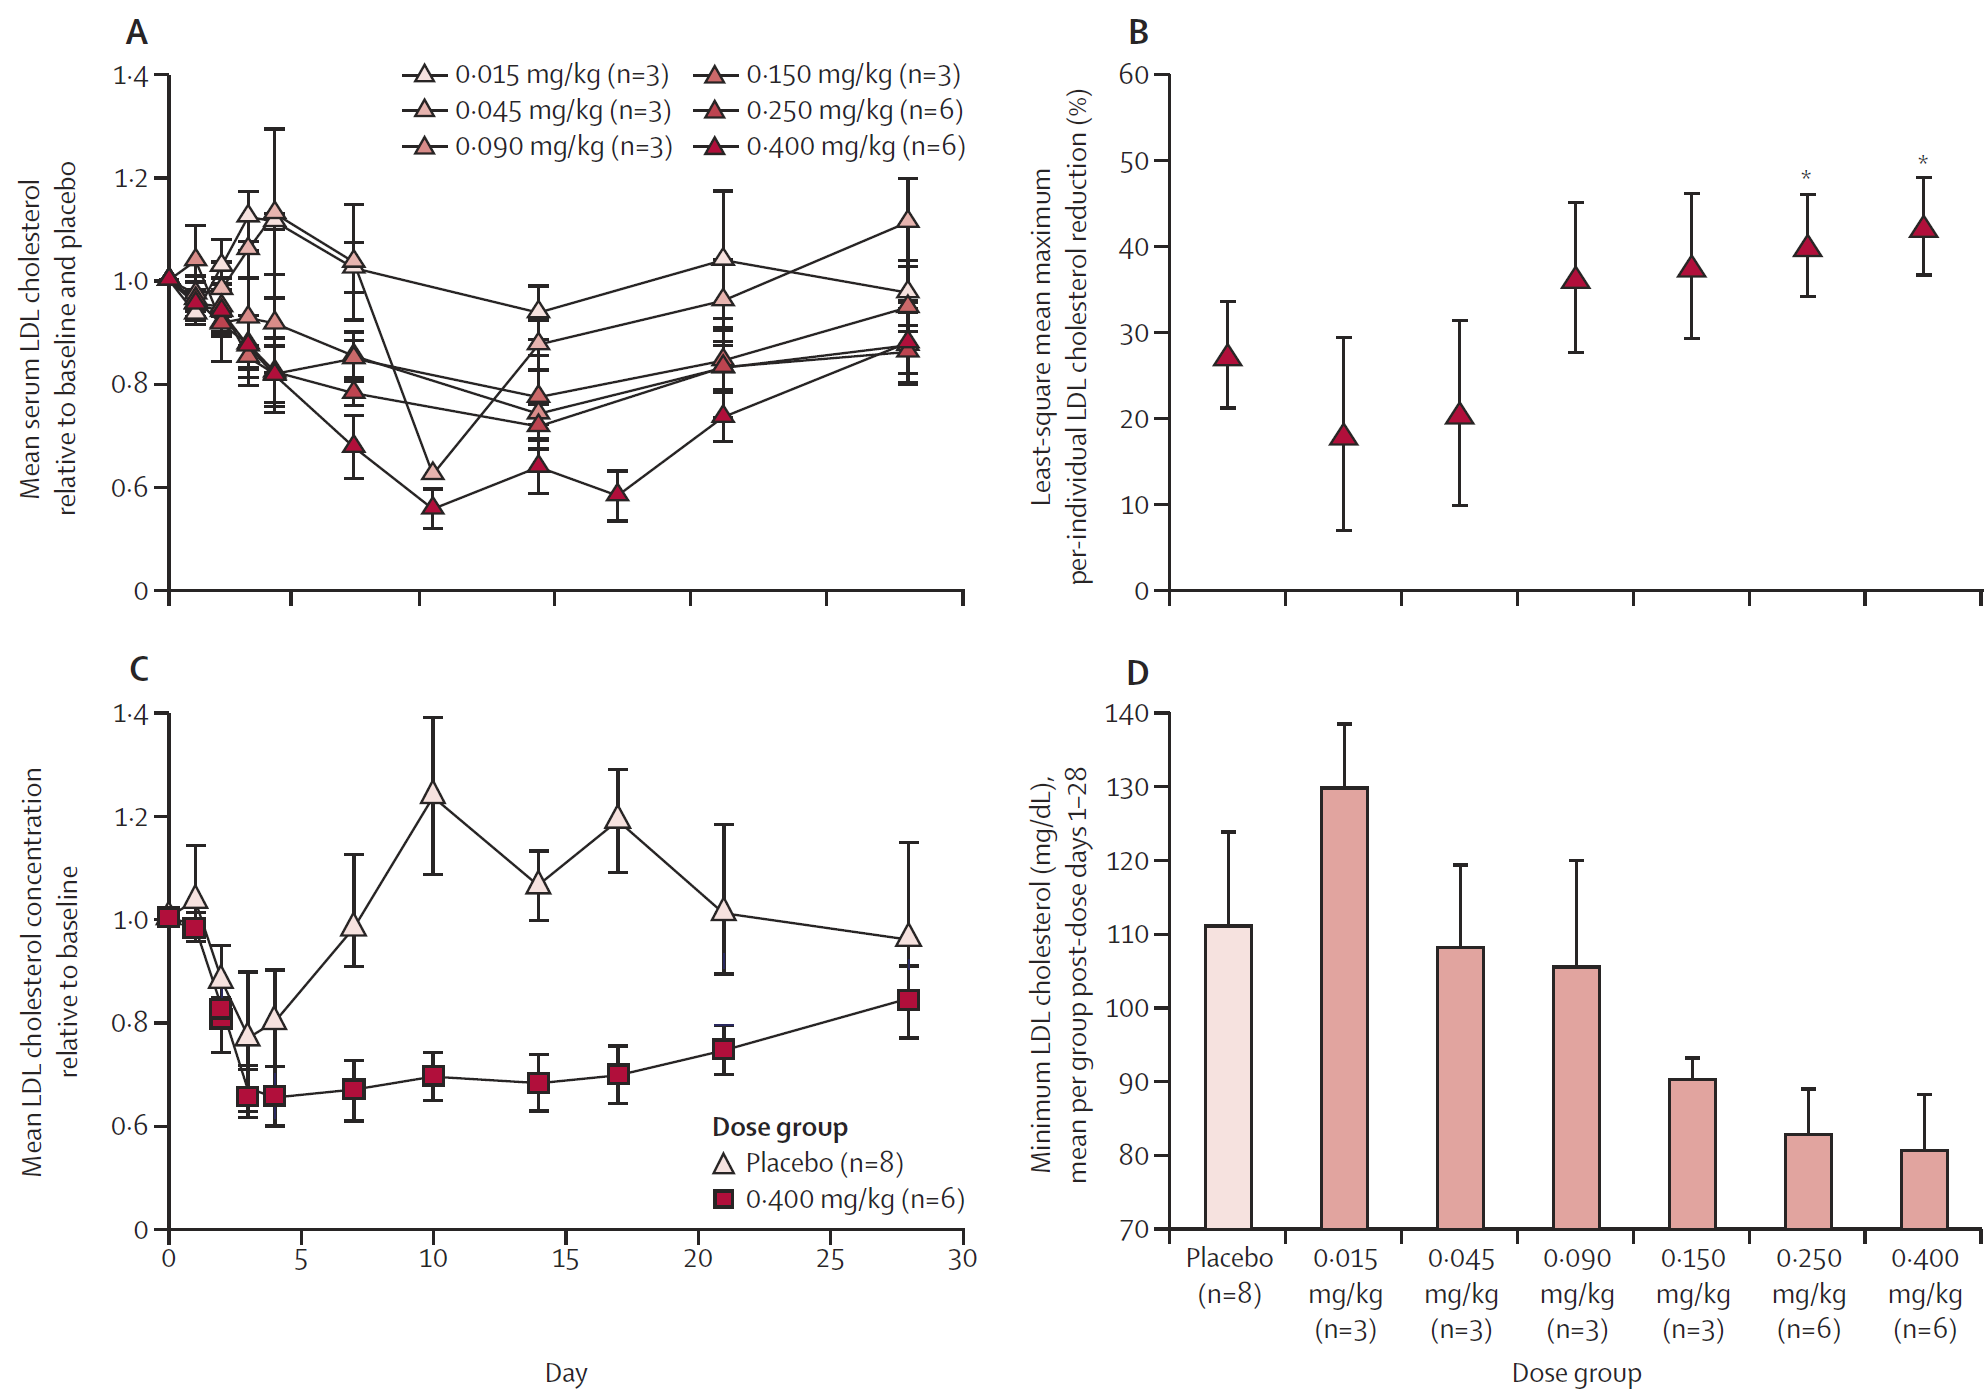 A
1·4
1·2
1·0
0·8
0·6
0
Mean serum LDL cholesterol
relative to baseline and placebo
0·015 mg/kg (n=3)
0·045 mg/kg (n=3)
0·090 mg/kg (n=3)
0·150 mg/kg (n=3)
0·250 mg/kg (n=6)
0·400 mg/kg (n=6)
B
60
50
40
30
20
10
0
Least-square mean maximum
per-individual LDL cholesterol reduction (%)
*
*
C
1·4
1·2
1·0
0·8
0·6
0
Mean LDL cholesterol concentration
relative to baseline
Dose group
Placebo (n=8)
0·400 mg/kg (n=6)
0 5 10 15 20 25 30
Day
D
140
130
120
110
100
90
80
70
Minimum LDL cholesterol (mg/dL),
mean per group post-dose days 1–28
Placebo 0·015 0·045 0·090 0·150 0·250 0·400
(n=8) mg/kg mg/kg mg/kg mg/kg mg/kg mg/kg
(n=3) (n=3) (n=3) (n=3) (n=6) (n=6)
Dose group